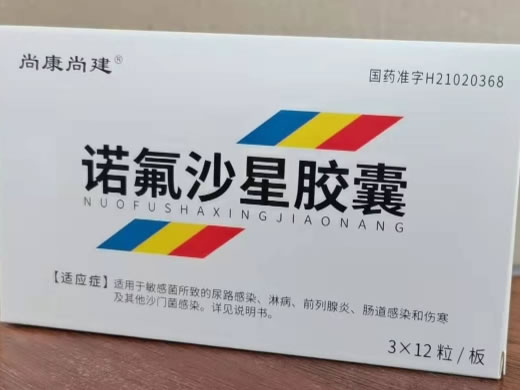 尚康尚建®
国药准字H21020368
诺氟沙星胶囊
NUOFUSHAXINGJIAONANG
【适应症】适用于敏感菌所致的尿路感染、淋病、前列腺炎、肠道感染和伤寒
及其他沙门菌感染。详见说明书。
3×12粒/板